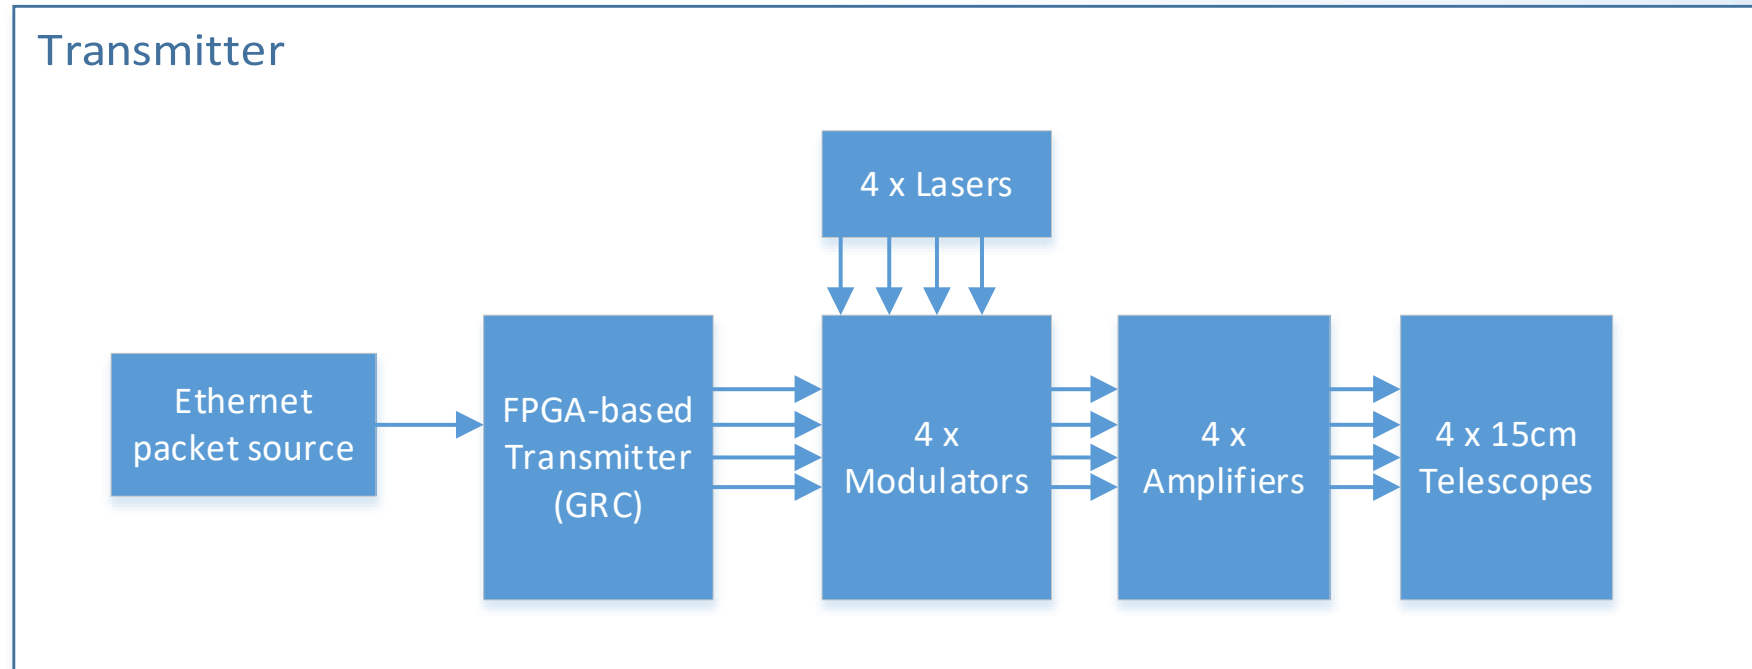 Transmitter
4 x Lasers
Ethernet
packet source
FPGA-based
Transmitter
(GRC)
4 x
Modulators
4 x
Amplifiers
4 x 15cm
Telescopes